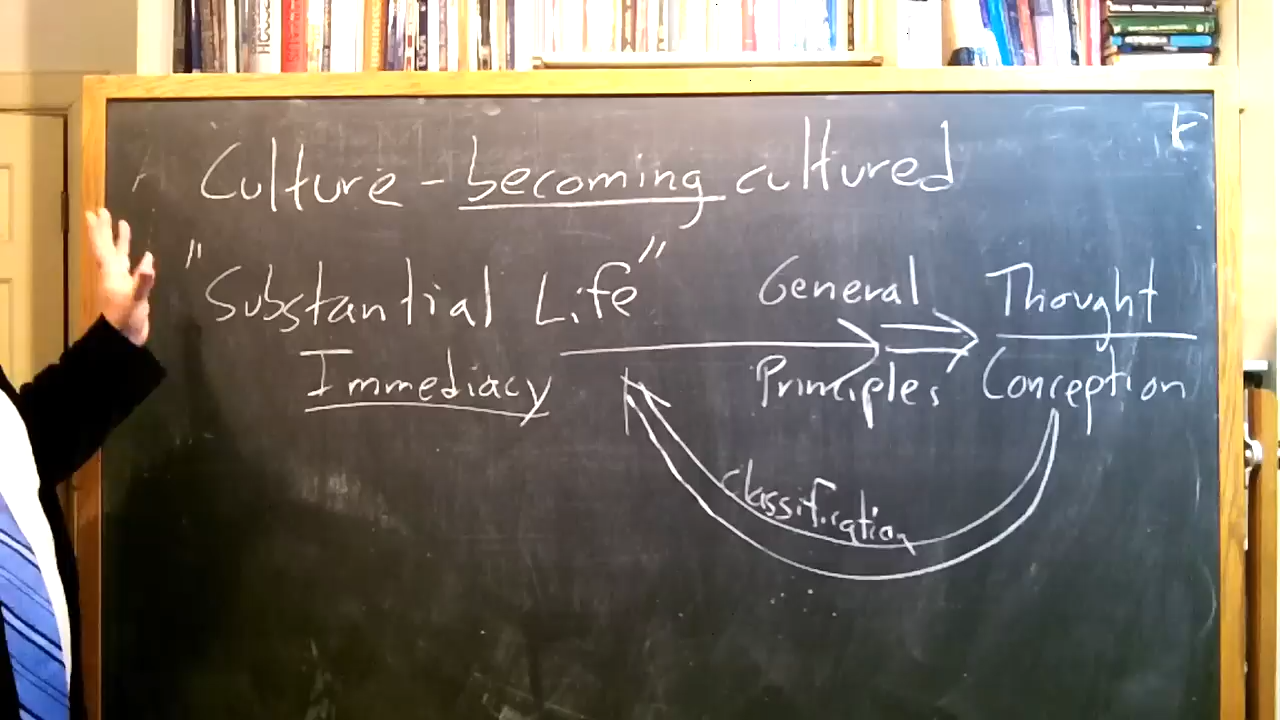 Culture - becoming cultured
"Substantial Life"
Immediacy
General
Principles
Thought
Conception
classification